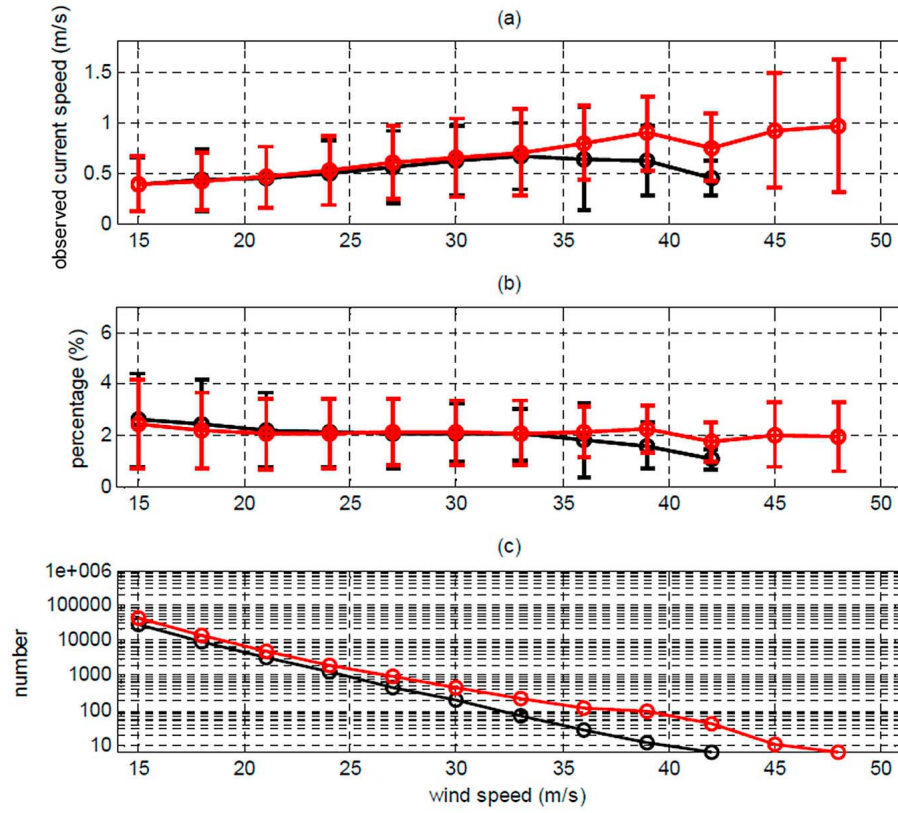 (a)
observed current speed (m/s)
1.5
1
0.5
0
15 20 25 30 35 40 45 50
(b)
percentage (%)
6
4
2
0
15 20 25 30 35 40 45 50
(c)
number
1e+006
100000
10000
1000
100
10
15 20 25 30 35 40 45 50
wind speed (m/s)